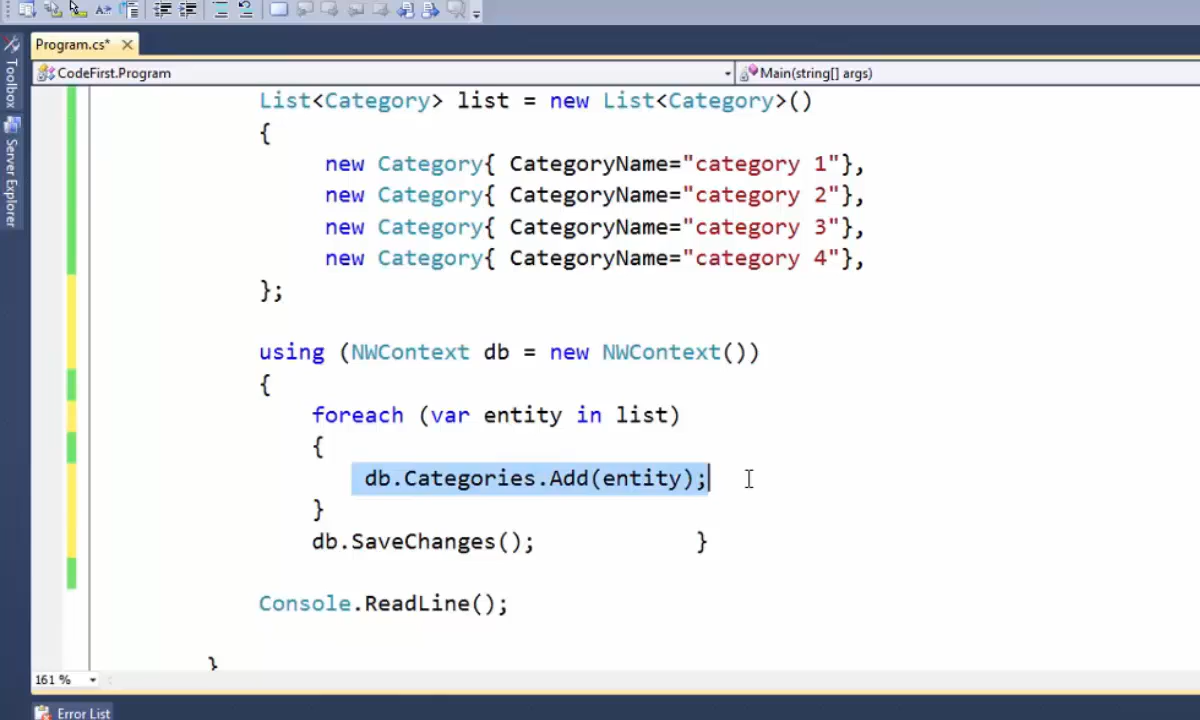 Program.cs*
CodeFirst.Program
Main(string[] args)
Toolbox
Server Explorer
List<Category> list = new List<Category>()
{
new Category{ CategoryName="category 1"},
new Category{ CategoryName="category 2"},
new Category{ CategoryName="category 3"},
new Category{ CategoryName="category 4"},
};
using (NWContext db = new NWContext())
{
foreach (var entity in list)
{
db.Categories.Add(entity);
}
db.SaveChanges(); }
Console.ReadLine();
}
161 %
Error List